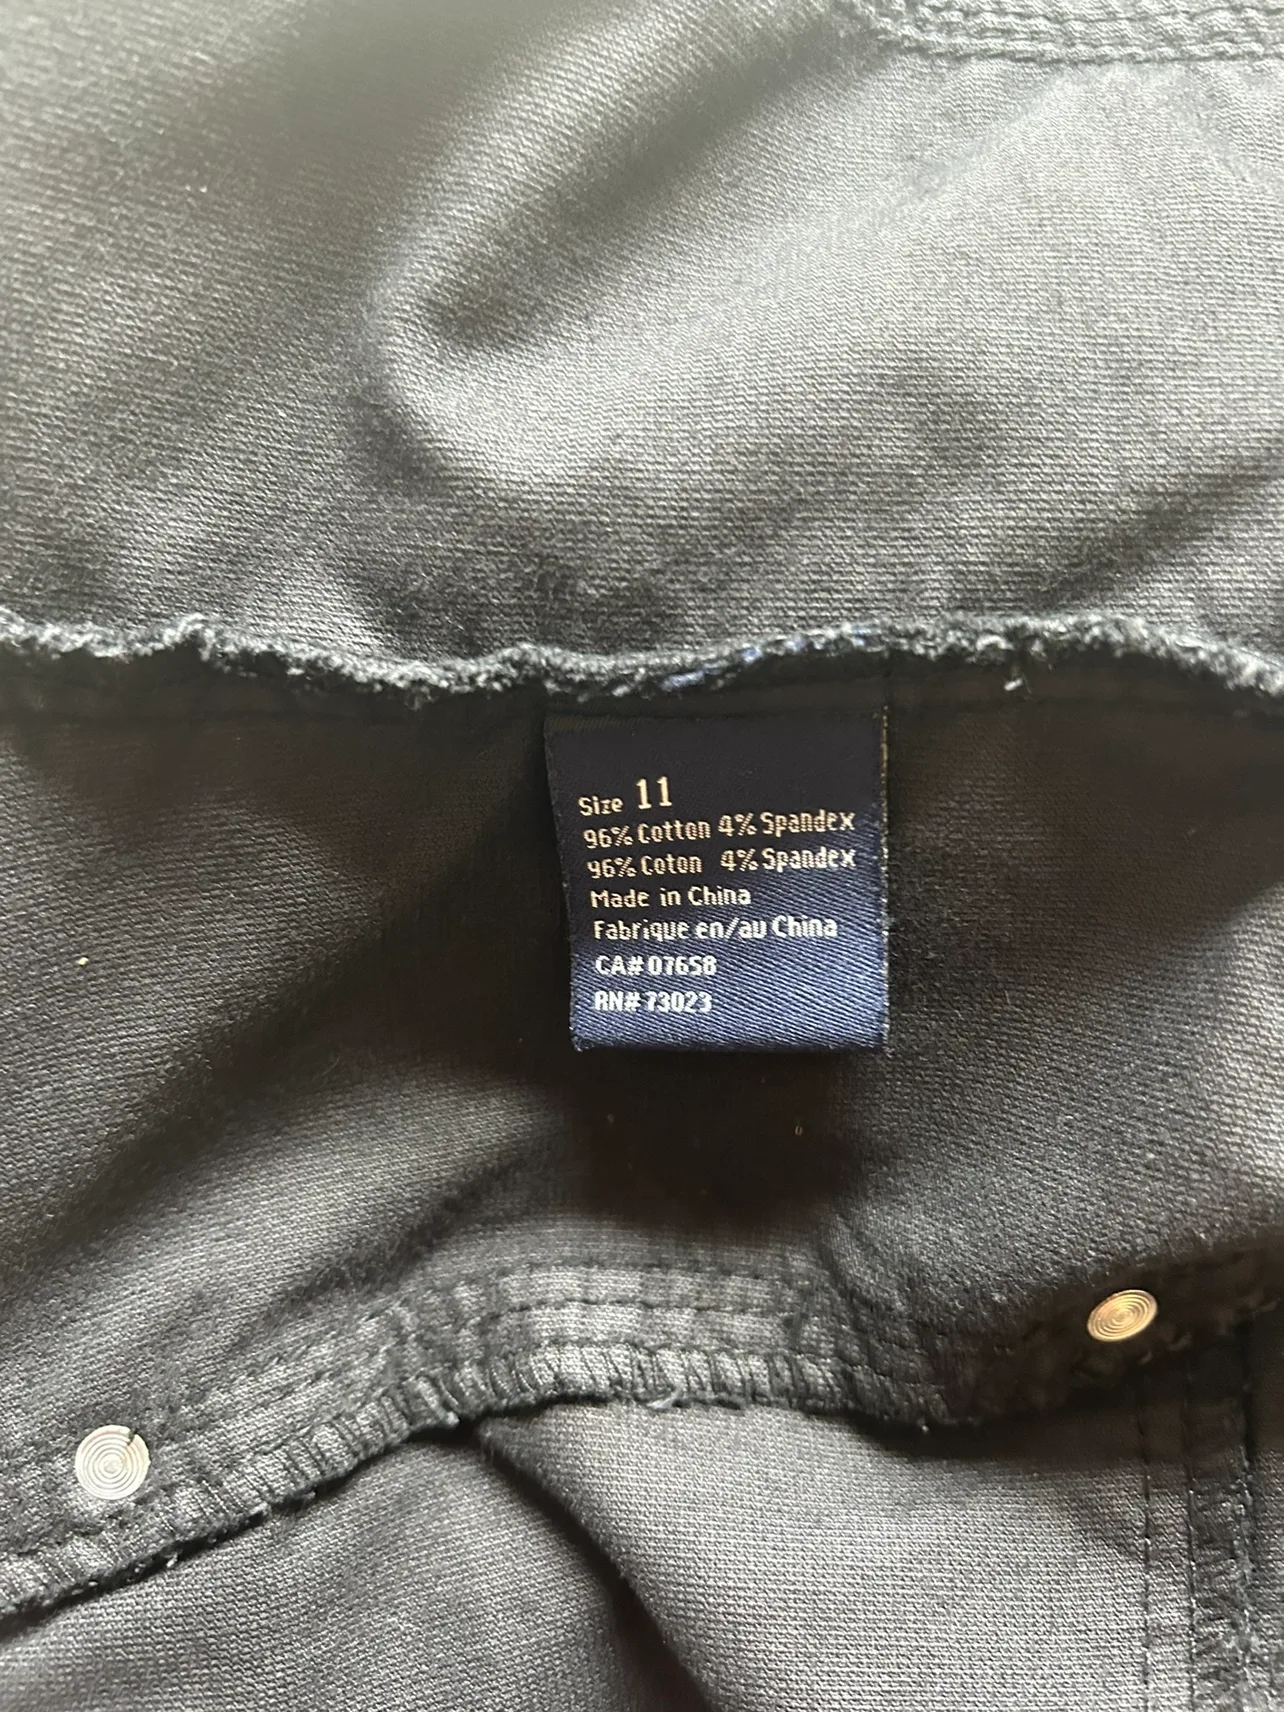 Size 11
96% Cotton 4% Spandex
96% Coton 4% Spandex
Made in China
Fabrique en/au China
CA# 07658
RN# 73023